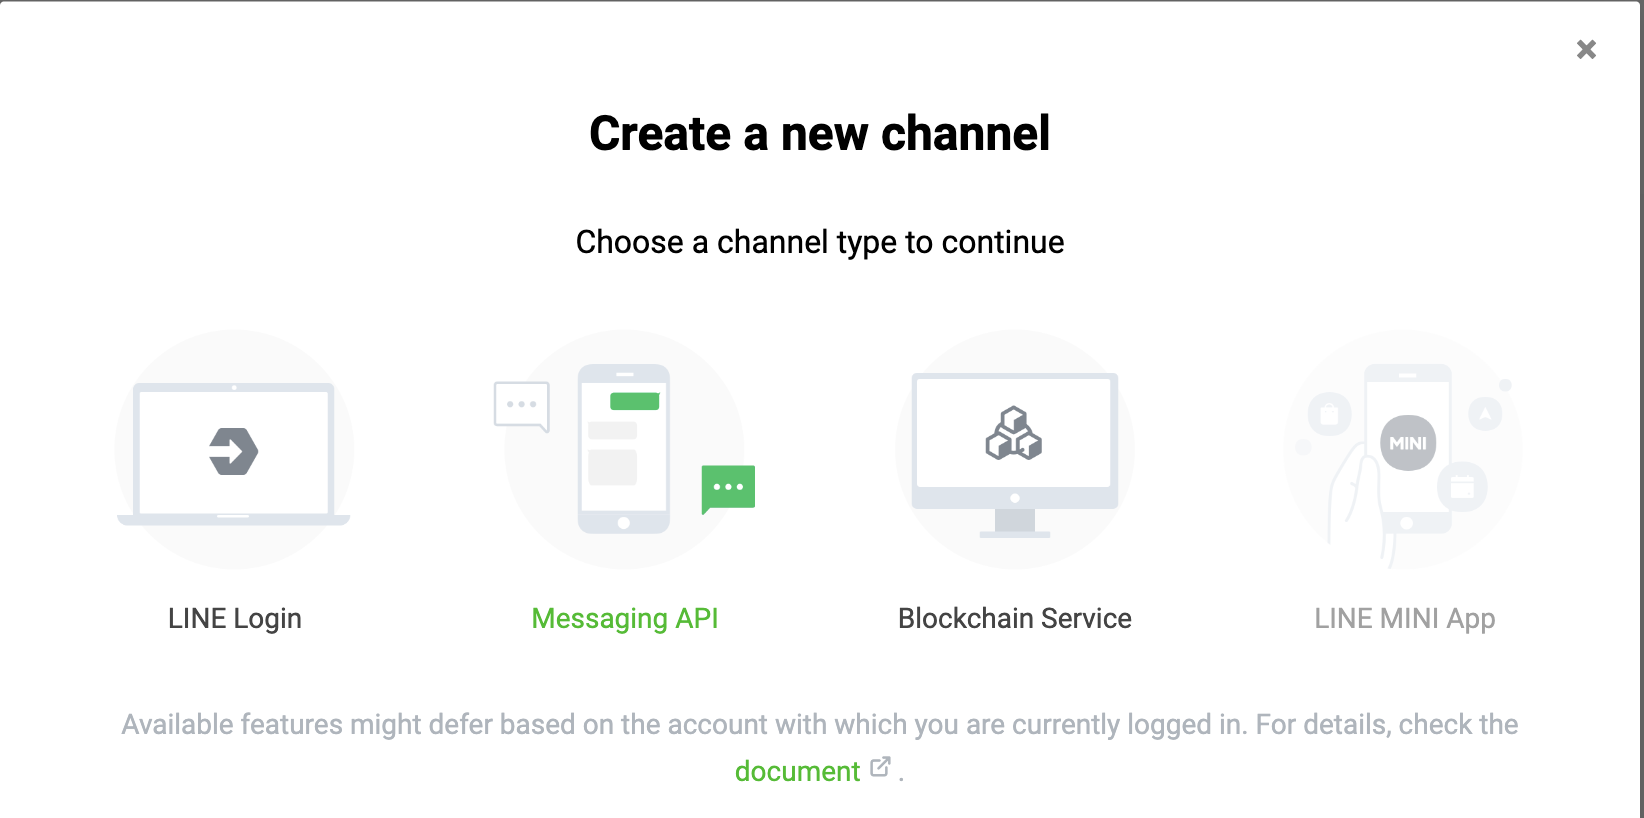 Create a new channel
Choose a channel type to continue
MINI
LINE Login
Messaging API
Blockchain Service
LINE MINI App
Available features might defer based on the account with which you are currently logged in. For details, check the
document .